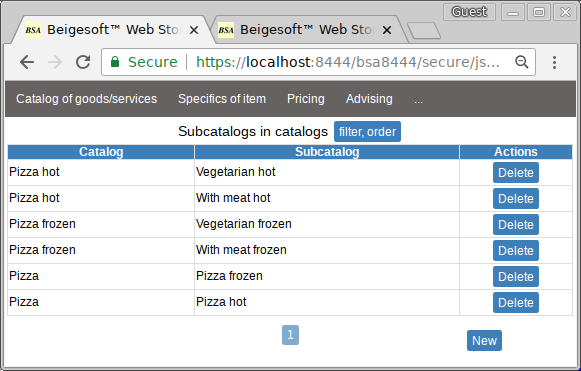 Guest
BSA Beigesoft™ Web Sto
BSA Beigesoft™ Web Sto
Secure https://localhost:8444/bsa8444/secure/js...
Catalog of goods/services Specifics of item Pricing Advising ...
Subcatalogs in catalogs filter, order
Catalog Subcatalog Actions
Pizza hot Vegetarian hot Delete
Pizza hot With meat hot Delete
Pizza frozen Vegetarian frozen Delete
Pizza frozen With meat frozen Delete
Pizza Pizza frozen Delete
Pizza Pizza hot Delete
1
New